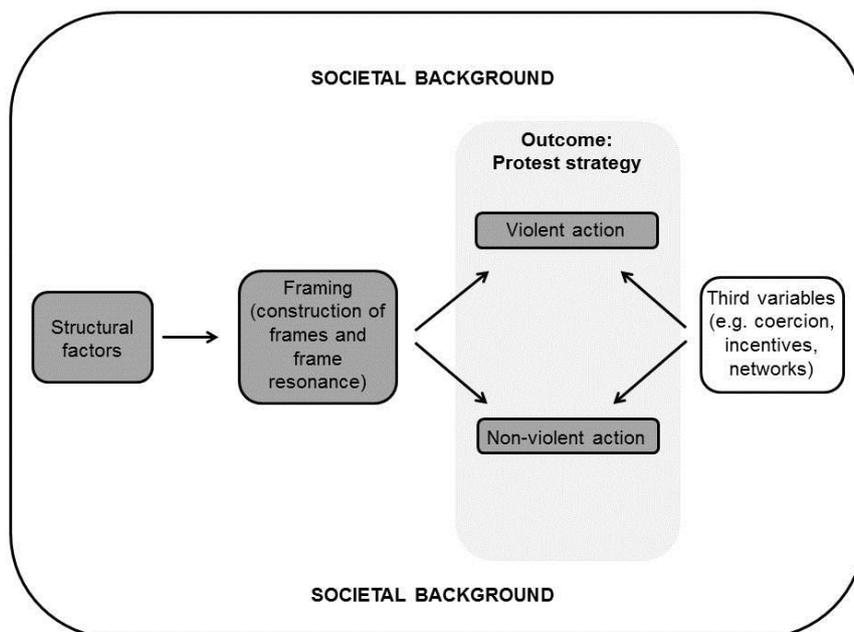 SOCIETAL BACKGROUND
Outcome:
Protest strategy
Violent action
Structural
factors
Framing
(construction of
frames and
frame
resonance)
Third variables
(e.g. coercion,
incentives,
networks)
Non-violent action
SOCIETAL BACKGROUND